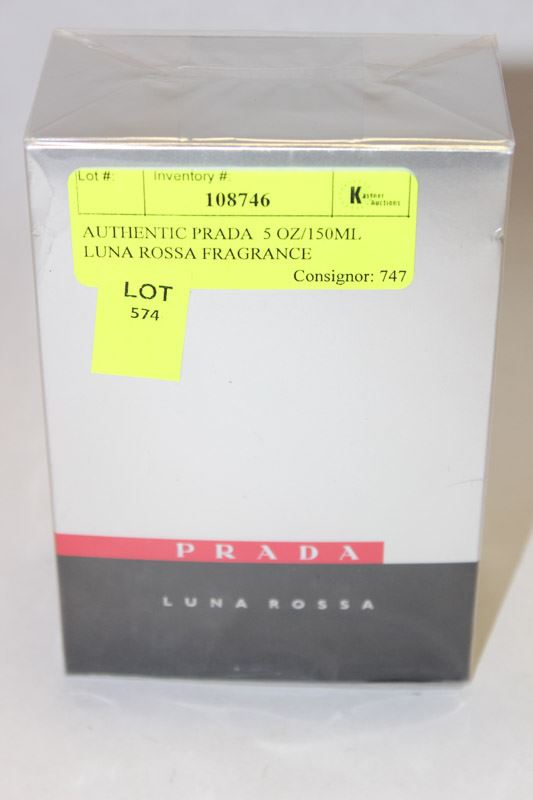 Lot #:
Inventory #:
108746
Kastner
Auctions
AUTHENTIC PRADA 5 OZ/150ML
LUNA ROSSA FRAGRANCE
Consignor: 747
LOT
574
PRADA
LUNA ROSSA